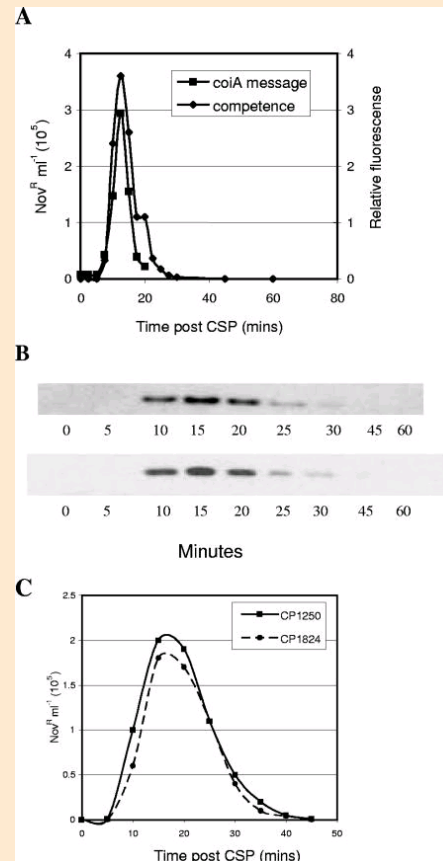 A
coiA message
competence
Nov^R ml^-1 (10^5)
Relative fluorescense
4
3
2
1
0
4
3
2
1
0
0 20 40 60 80
Time post CSP (mins)
B
0 5 10 15 20 25 30 45 60
0 5 10 15 20 25 30 45 60
Minutes
C
CP1250
CP1824
Nov^R ml^-1 (10^5)
2.5
2
1.5
1
0.5
0
0 10 20 30 40 50
Time post CSP (mins)